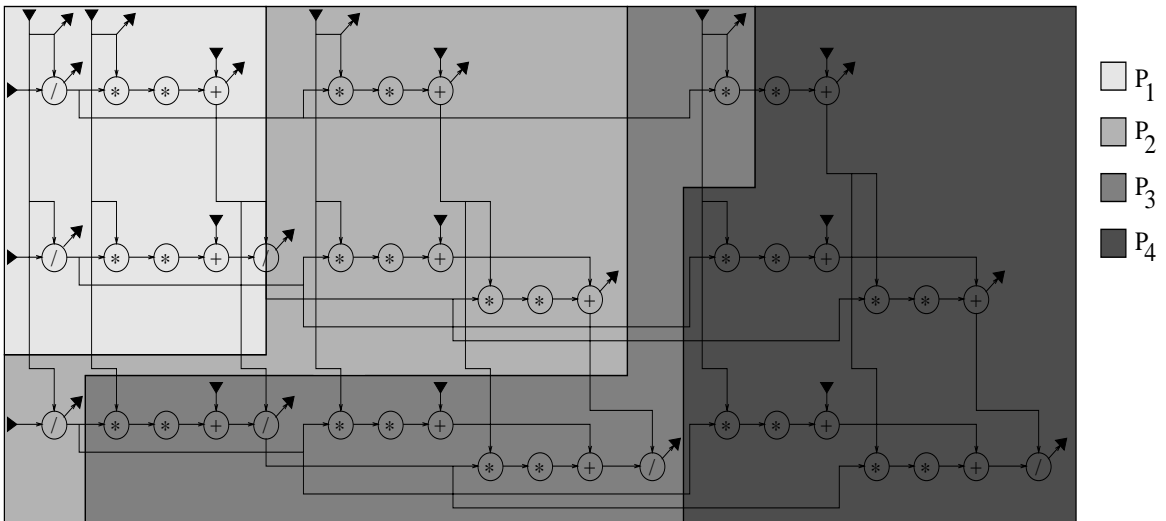 / * * + * * + * * +
/ * * + / * * + * * +
* * + * * +
/ * * + / * * + * * +
* * + / * * + /
P1
P2
P3
P4